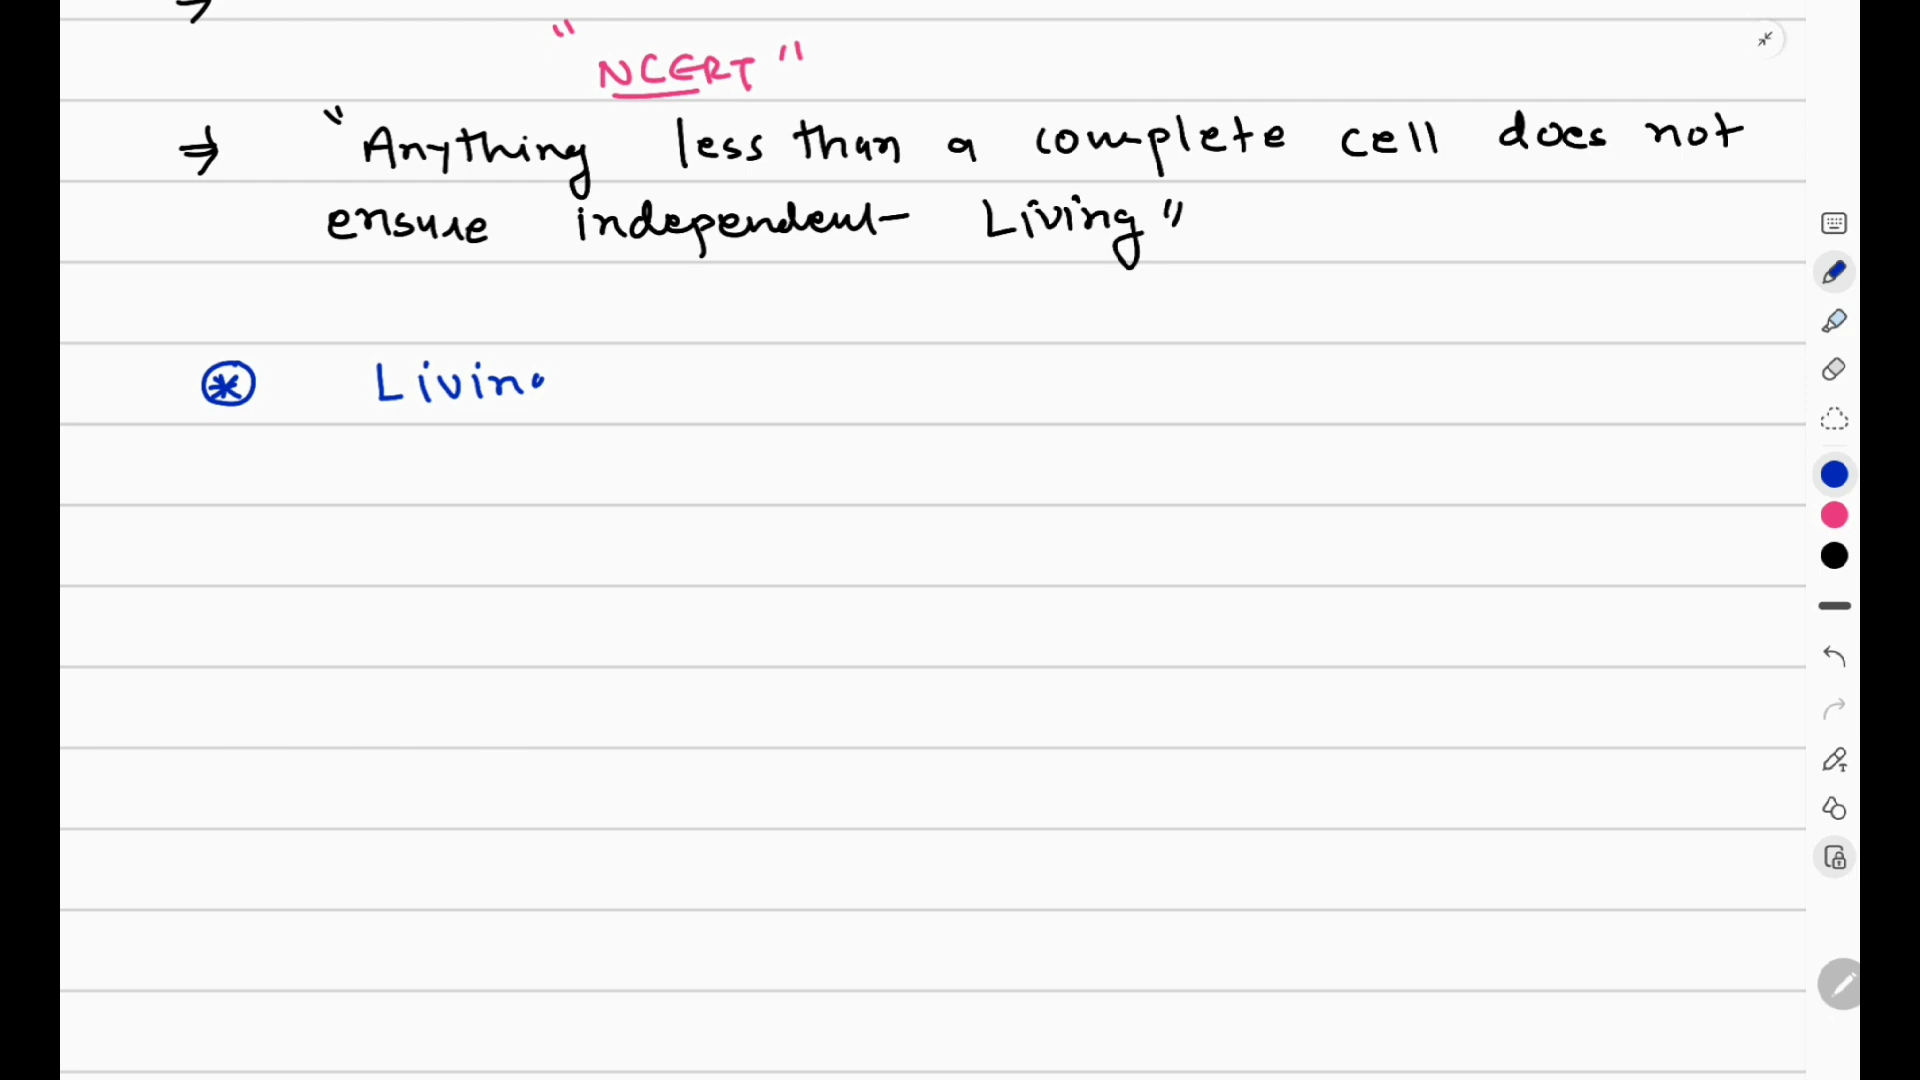 "NCERT"
⇒ "Anything less than a complete cell does not
ensure independent Living"
⊛ Livin